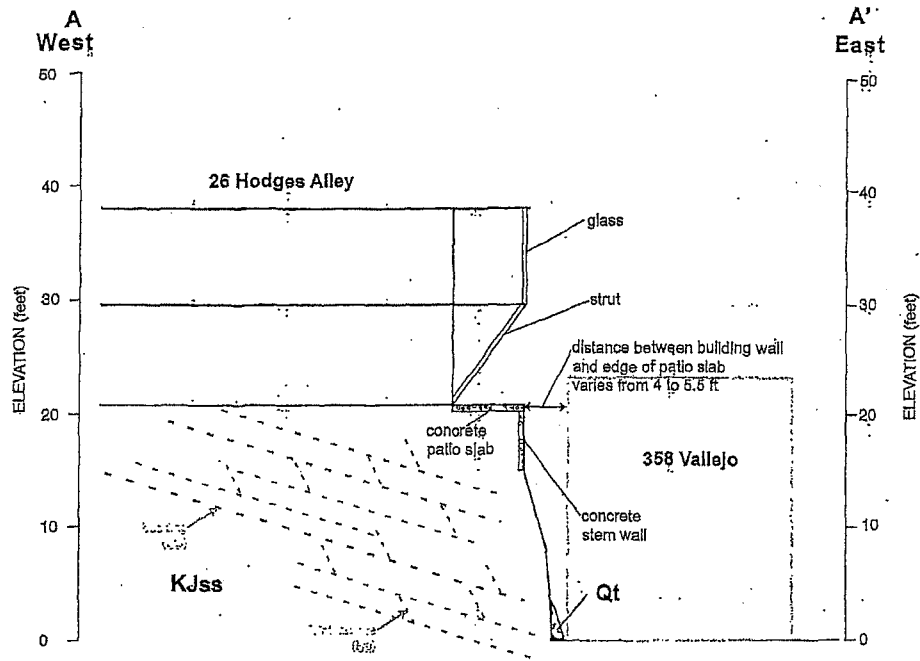 A
West
A'
East
50
50
26 Hodges Alley
40
40
glass
30
30
strut
ELEVATION (feet)
ELEVATION (feet)
distance between building wall
and edge of patio slab
varies from 4 to 5.5 ft
20
20
concrete
patio slab
358 Vallejo
10
10
concrete
stem wall
KJss
Qt
0
0